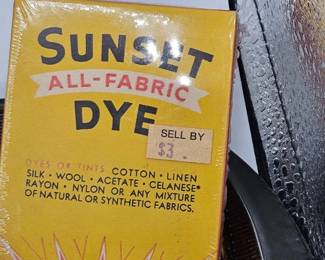 SUNSET
ALL-FABRIC
DYE
SELL BY
$3.
DYES OR TINTS COTTON · LINEN
SILK · WOOL · ACETATE · CELANESE®
RAYON · NYLON OR ANY MIXTURE
OF NATURAL OR SYNTHETIC FABRICS.